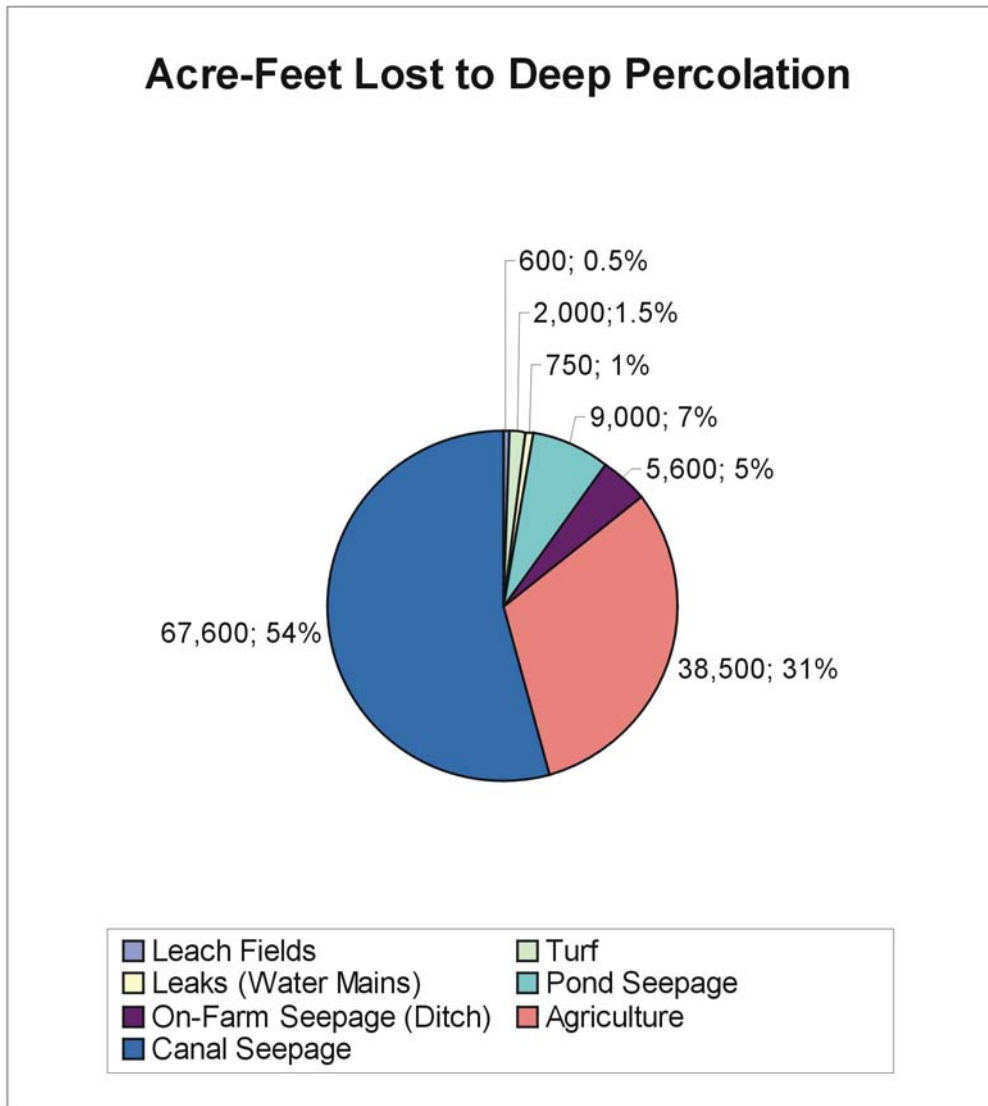 Acre-Feet Lost to Deep Percolation
600; 0.5%
2,000;1.5%
750; 1%
9,000; 7%
5,600; 5%
67,600; 54%
38,500; 31%
Leach Fields
Turf
Leaks (Water Mains)
Pond Seepage
On-Farm Seepage (Ditch)
Agriculture
Canal Seepage